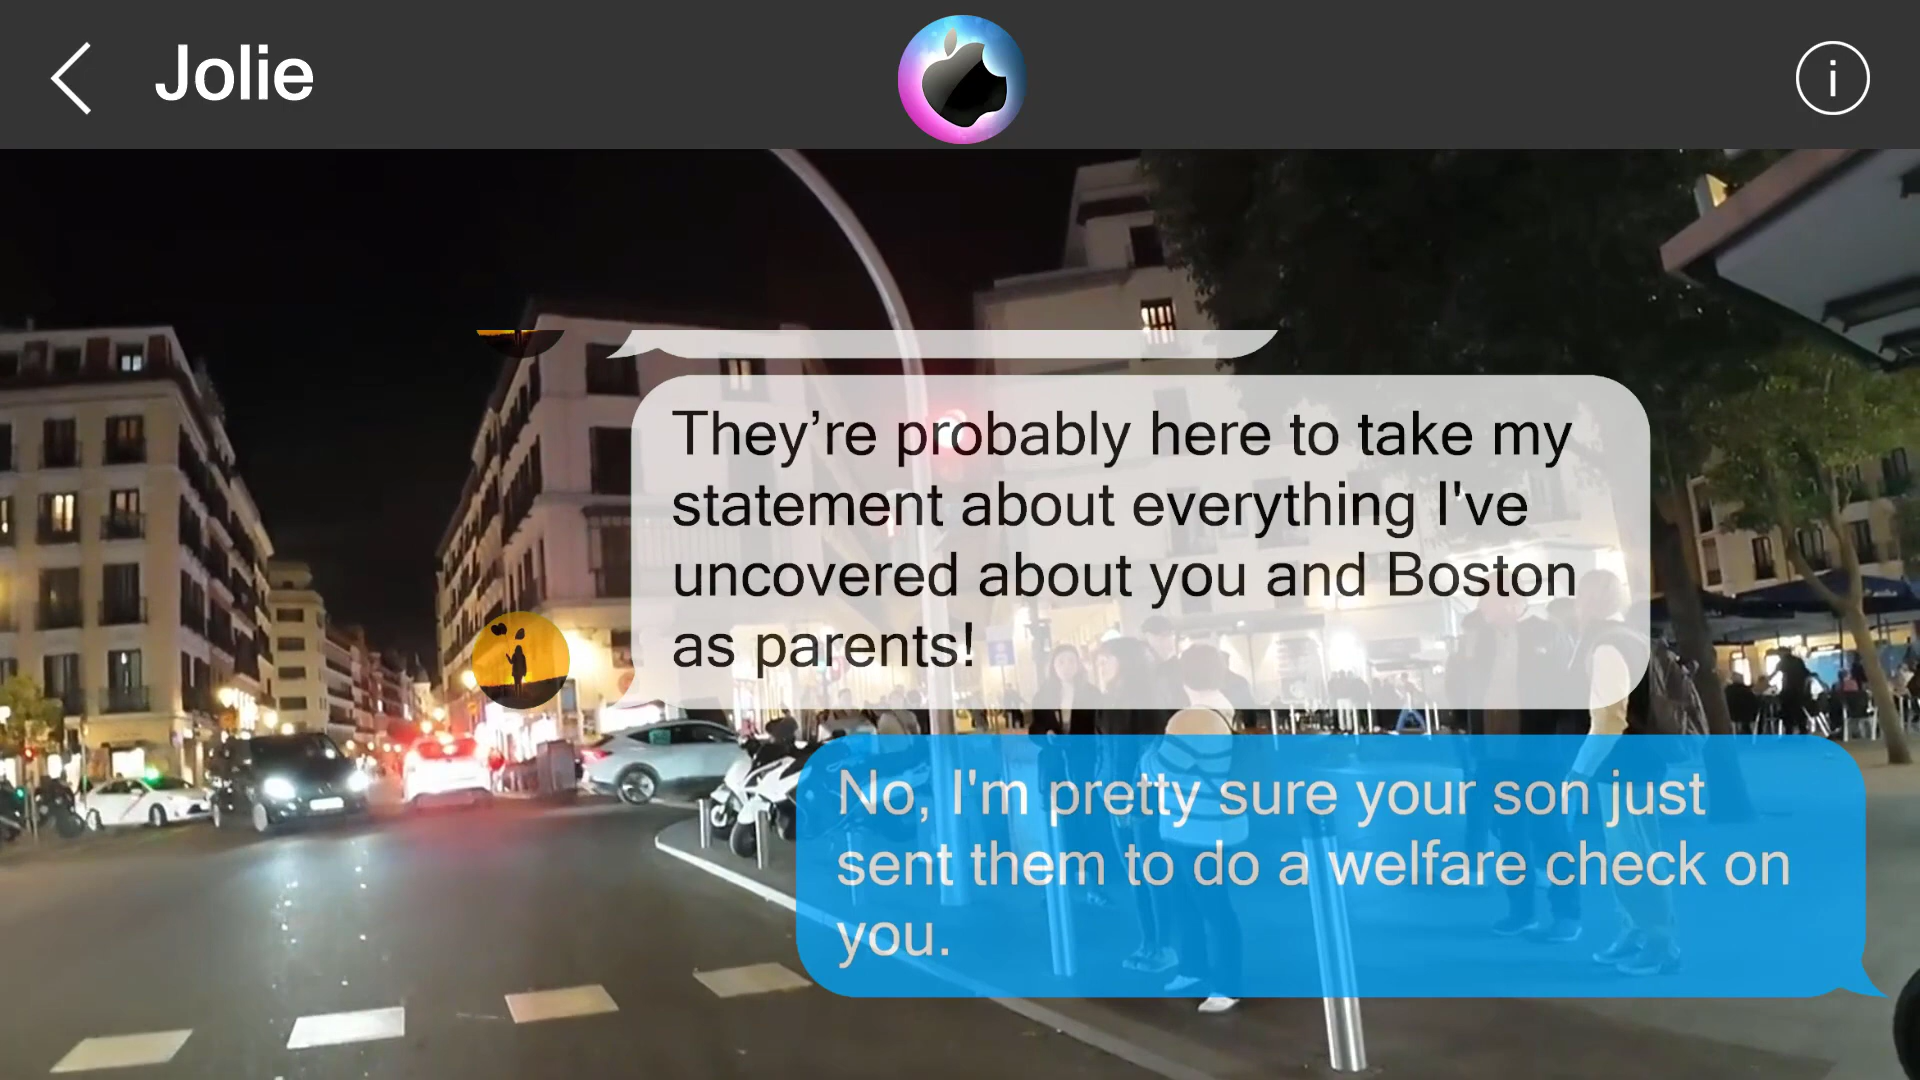 Jolie
They’re probably here to take my
statement about everything I've
uncovered about you and Boston
as parents!
No, I'm pretty sure your son just
sent them to do a welfare check on
you.